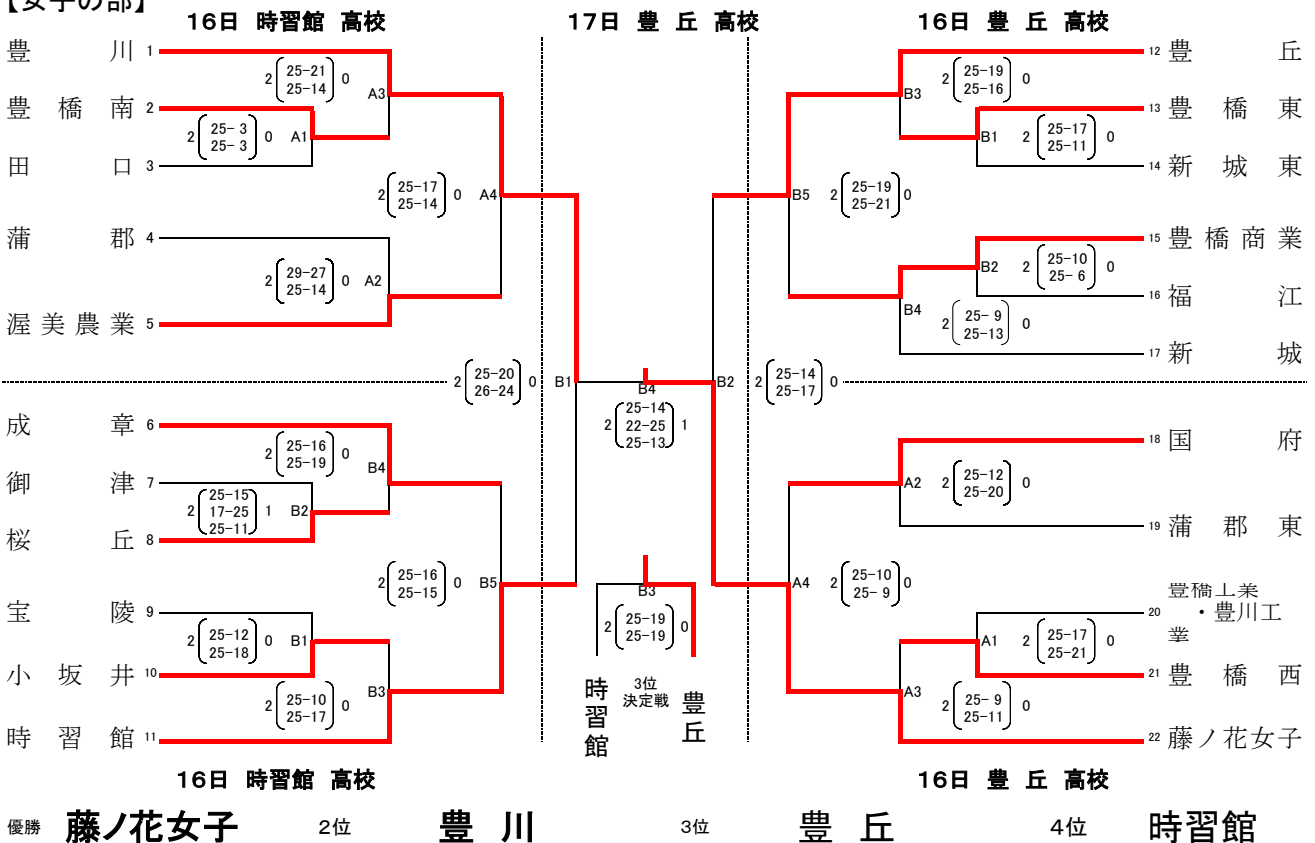 【女子の部】
16日 時習館 高校
17日 豊 丘 高校
16日 豊 丘 高校
豊川 1
2 25-21 0
25-14
A3
豊橋南 2
2 25- 3 0
25- 3
A1
田口 3
2 25-17 0
25-14
A4
蒲郡 4
2 29-27 0
25-14
A2
渥美農業 5
2 25-20 0
26-24
B1
成章 6
2 25-16 0
25-19
B4
御津 7
25-15
2 17-25 1
25-11
B2
桜丘 8
2 25-16 0
25-15
B5
宝陵 9
2 25-12 0
25-18
B1
小坂井 10
2 25-10 0
25-17
B3
時習館 11
B4
25-14
2 22-25 1
25-13
B3
2 25-19 0
25-19
時習館
3位
決定戦
豊丘
12 豊丘
B3
2 25-19 0
25-16
13 豊橋東
B1
2 25-17 0
25-11
14 新城東
B5
2 25-19 0
25-21
15 豊橋商業
B2
2 25-10 0
25- 6
16 福江
B4
2 25- 9 0
25-13
17 新城
B2
2 25-14 0
25-17
18 国府
A2
2 25-12 0
25-20
19 蒲郡東
A4
2 25-10 0
25- 9
豊橋工業
20 ・豊川工
業
A1
2 25-17 0
25-21
21 豊橋西
A3
2 25- 9 0
25-11
22 藤ノ花女子
16日 時習館 高校
16日 豊 丘 高校
優勝 藤ノ花女子 2位 豊 川 3位 豊 丘 4位 時習館